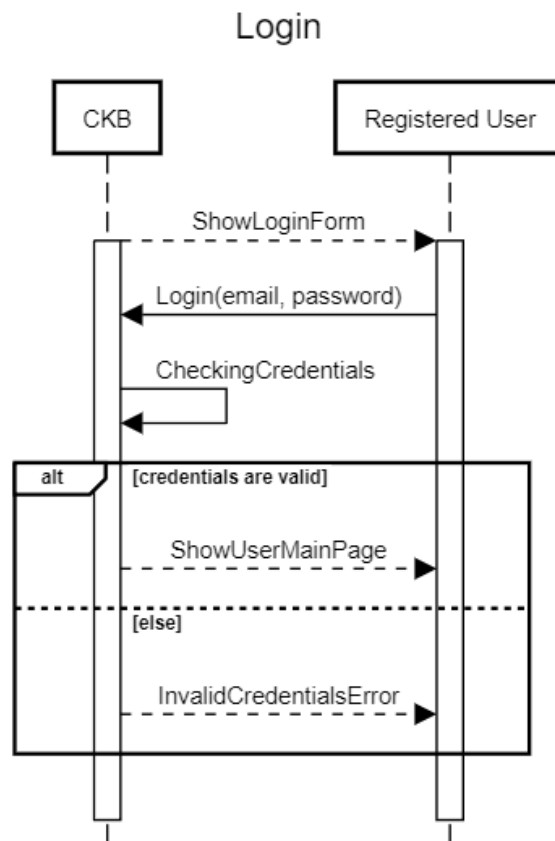 Login
CKB
Registered User
ShowLoginForm
Login(email, password)
CheckingCredentials
alt
[credentials are valid]
ShowUserMainPage
[else]
InvalidCredentialsError